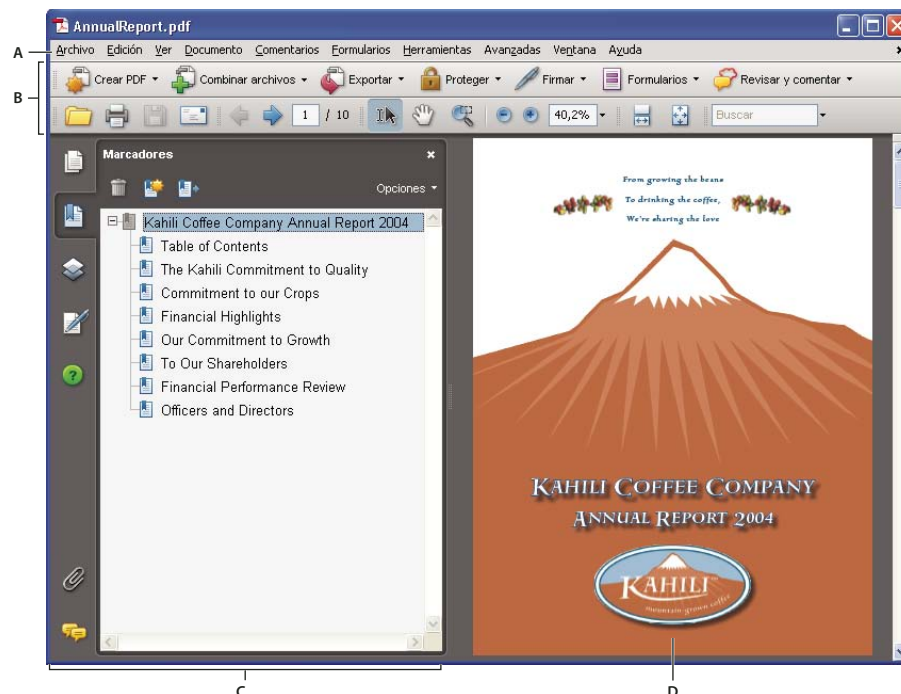 AnnualReport.pdf
A
Archivo Edición Ver Documento Comentarios Formularios Herramientas Avanzadas Ventana Ayuda
B
Crear PDF Combinar archivos Exportar Proteger Firmar Formularios Revisar y comentar
1 / 10 40,2% Buscar
Marcadores
Opciones
Kahili Coffee Company Annual Report 2004
Table of Contents
The Kahili Commitment to Quality
Commitment to our Crops
Financial Highlights
Our Commitment to Growth
To Our Shareholders
Financial Performance Review
Officers and Directors
From growing the beans
To drinking the coffee,
We're sharing the love
KAHILI COFFEE COMPANY
ANNUAL REPORT 2004
KAHILI
mountain grown coffee
C
D